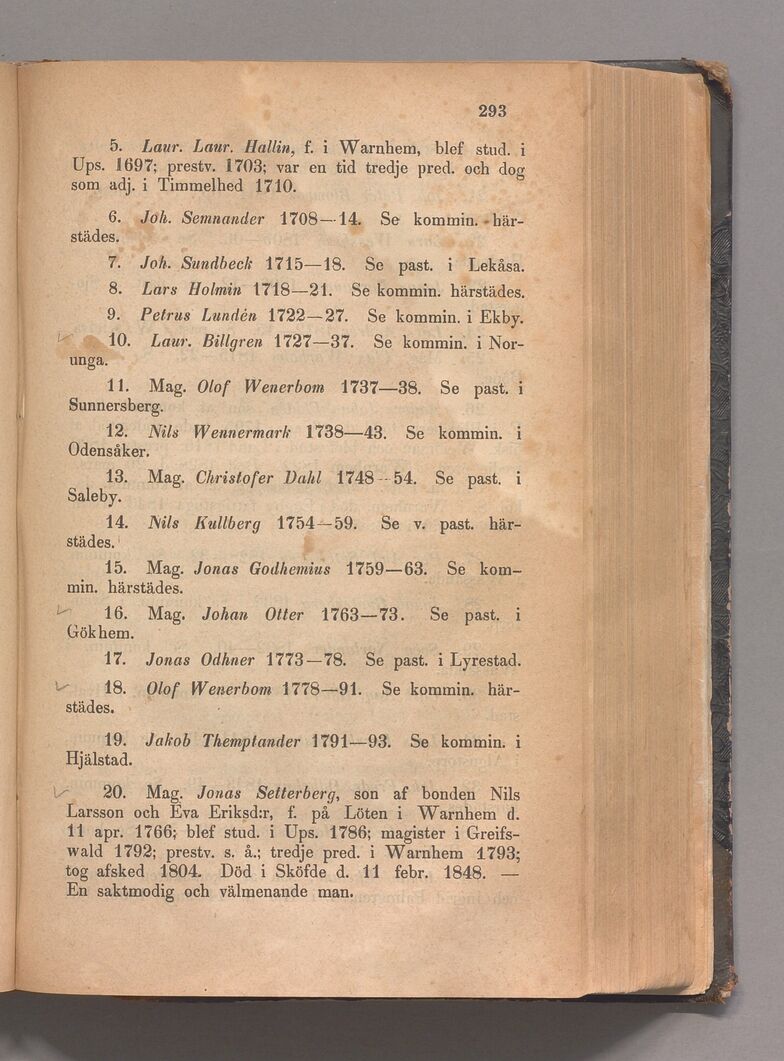 293
5. Laur. Laur. Hallin, f. i Warnhem, blef stud. i
Ups. 1697; prestv. 1703; var en tid tredje pred. och dog
som adj. i Timmelhed 1710.
6. Joh. Semnander 1708—14. Se kommin. här-
städes.
7. Joh. Sundbeck 1715—18. Se past. i Lekåsa.
8. Lars Holmin 1718—21. Se kommin. härstädes.
9. Petrus Lundén 1722—27. Se kommin. i Ekby.
10. Laur. Billgren 1727—37. Se kommin. i Nor-
unga.
11. Mag. Olof Wenerbom 1737—38. Se past. i
Sunnersberg.
12. Nils Wennermark 1738—43. Se kommin. i
Odensåker.
13. Mag. Christofer Dahl 1748—54. Se past. i
Saleby.
14. Nils Kullberg 1754—59. Se v. past. här-
städes.
15. Mag. Jonas Godhemius 1759—63. Se kom-
min. härstädes.
16. Mag. Johan Otter 1763—73. Se past. i
Gökhem.
17. Jonas Odhner 1773—78. Se past. i Lyrestad.
18. Olof Wenerbom 1778—91. Se kommin. här-
städes.
19. Jakob Themptander 1791—93. Se kommin. i
Hjälstad.
20. Mag. Jonas Setterberg, son af bonden Nils
Larsson och Eva Eriksd:r, f. på Löten i Warnhem d.
11 apr. 1766; blef stud. i Ups. 1786; magister i Greifs-
wald 1792; prestv. s. å.; tredje pred. i Warnhem 1793;
tog afsked 1804. Död i Sköfde d. 11 febr. 1848. —
En saktmodig och välmenande man.